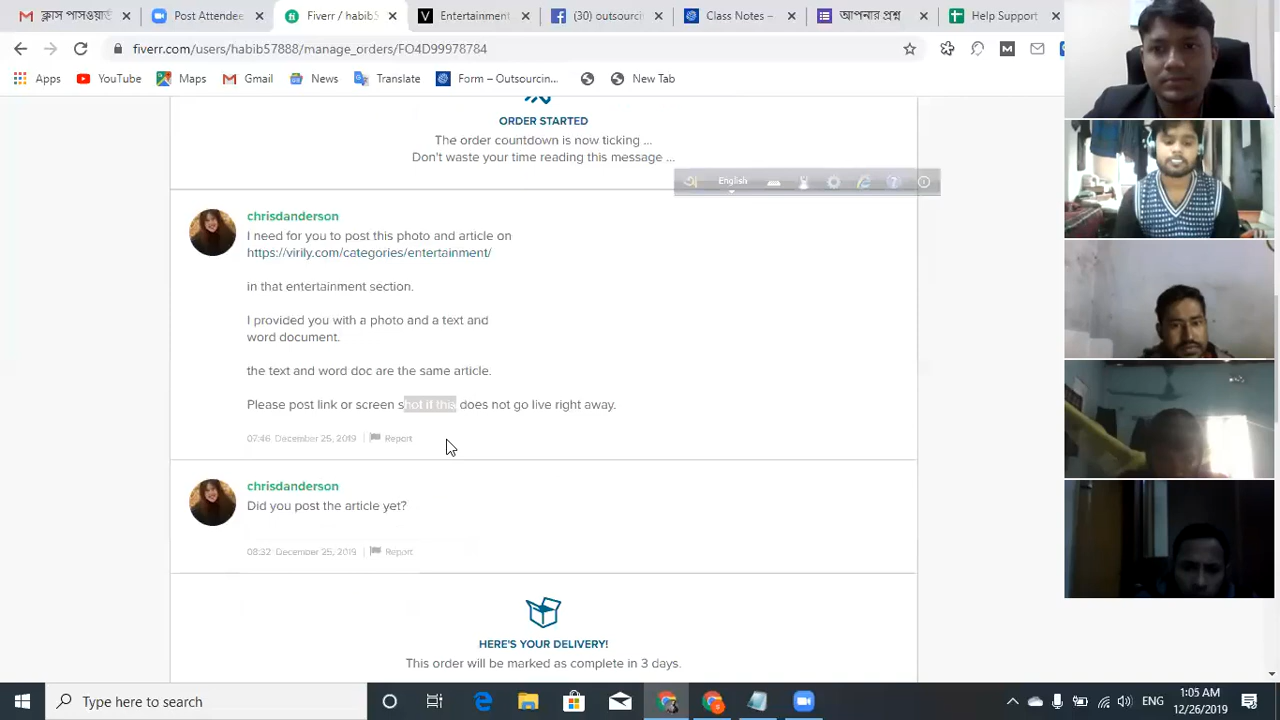 ক্লাস পাসওয়ার্ড
Post Attende
Fiverr / habib5
Entertainment
(30) outsourci
Class Notes –
আপনার প্রশ্ন
Help Support
fiverr.com/users/habib57888/manage_orders/FO4D99978784
Apps
YouTube
Maps
Gmail
News
Translate
Form – Outsourcin...
New Tab
ORDER STARTED
The order countdown is now ticking ...
Don't waste your time reading this message ...
অ English
chrisdanderson
I need for you to post this photo and article on
https://virily.com/categories/entertainment/
in that entertainment section.
I provided you with a photo and a text and
word document.
the text and word doc are the same article.
Please post link or screen shot if this does not go live right away.
07:46 December 25, 2019 | Report
chrisdanderson
Did you post the article yet?
08:32 December 25, 2019 | Report
HERE'S YOUR DELIVERY!
This order will be marked as complete in 3 days.
Type here to search
ENG
1:05 AM
12/26/2019